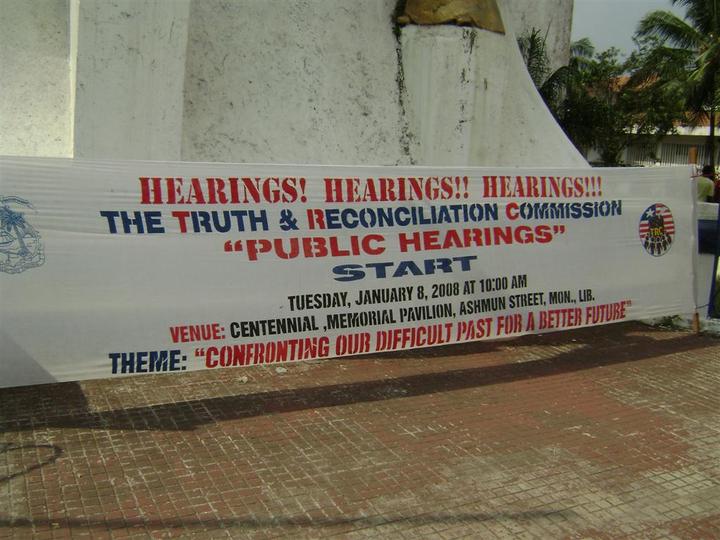 HEARINGS! HEARINGS!! HEARINGS!!!
THE TRUTH & RECONCILIATION COMMISSION
"PUBLIC HEARINGS"
START
TUESDAY, JANUARY 8, 2008 AT 10:00 AM
VENUE: CENTENNIAL ,MEMORIAL PAVILION, ASHMUN STREET, MON., LIB.
THEME: "CONFRONTING OUR DIFFICULT PAST FOR A BETTER FUTURE"
TRC